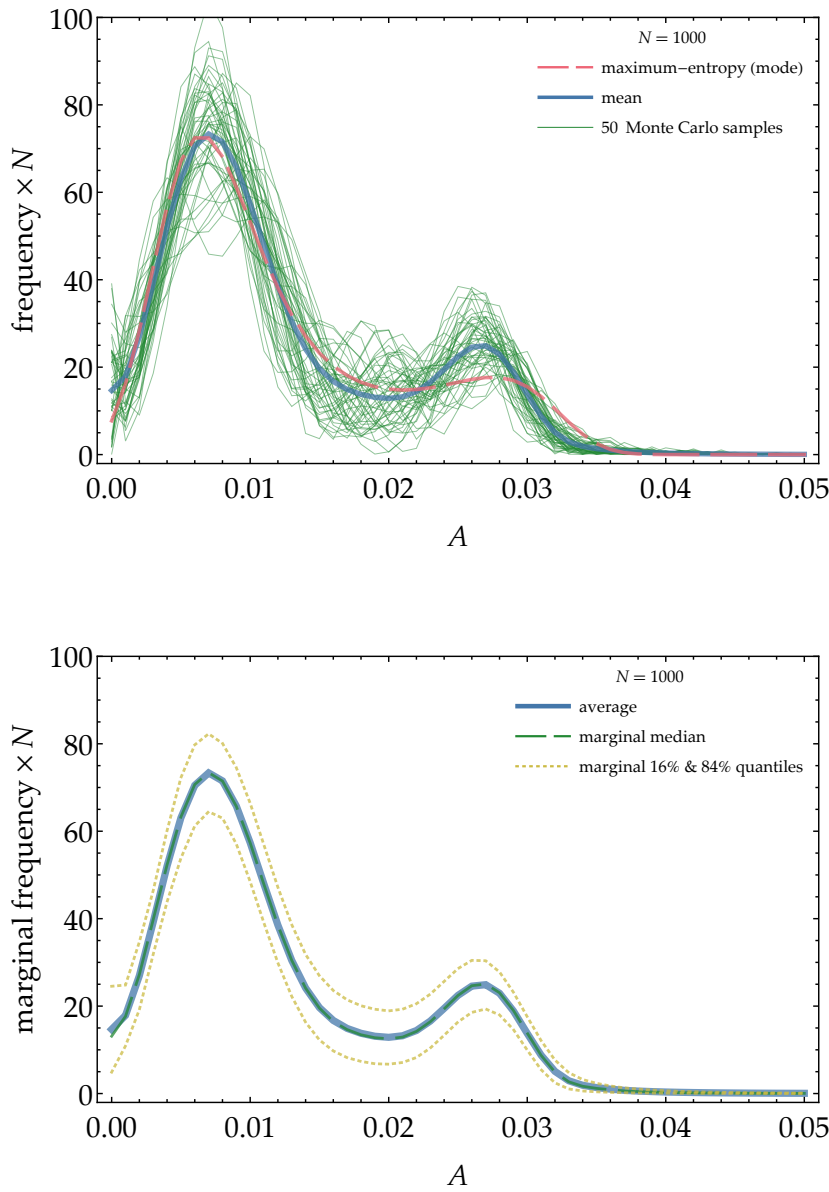 N = 1000
maximum-entropy (mode)
mean
50 Monte Carlo samples
frequency × N
100
80
60
40
20
0
0.00 0.01 0.02 0.03 0.04 0.05
A
N = 1000
average
marginal median
marginal 16% & 84% quantiles
marginal frequency × N
100
80
60
40
20
0
0.00 0.01 0.02 0.03 0.04 0.05
A